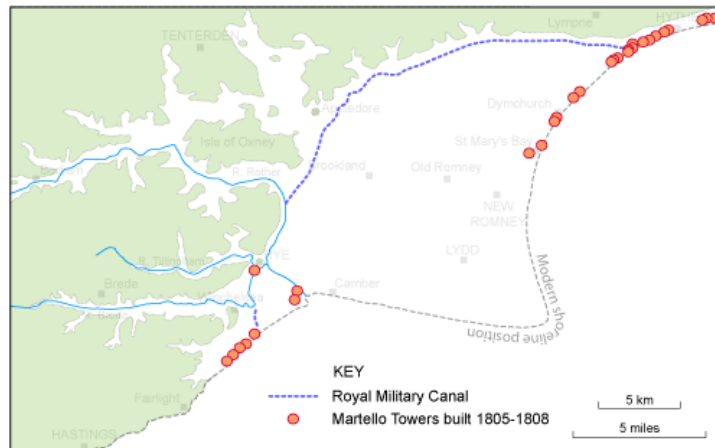 Lympne
HYTHE
TENTERDEN
Dymchurch
Appledore
St Mary's Bay
Isle of Oxney
Brookland
Old Romney
R. Rother
NEW
ROMNEY
RYE
LYDD
R. Tillingham
Camber
Brede
Winchelsea
Modern shoreline
position
KEY
Royal Military Canal
Fairlight
5 km
Martello Towers built 1805-1808
HASTINGS
5 miles